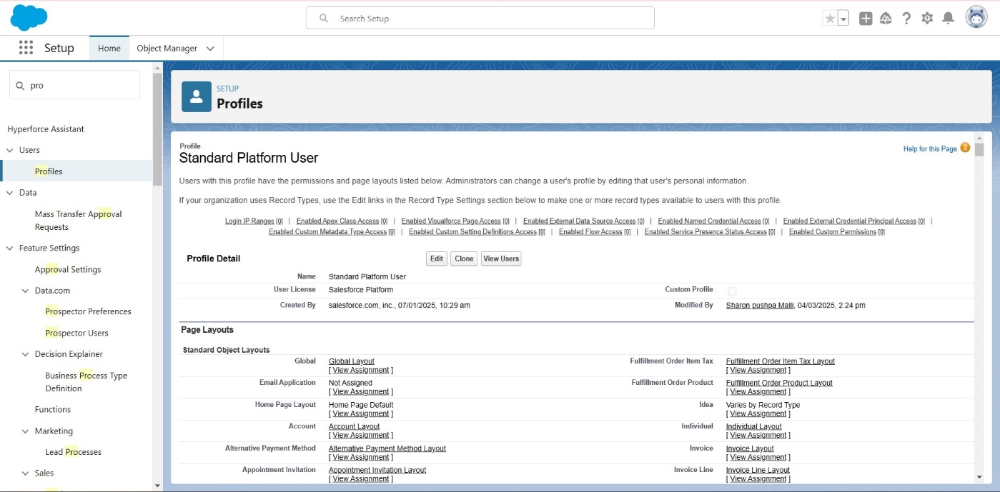 Search Setup
Setup
Home
Object Manager
pro
Hyperforce Assistant
Users
Profiles
Data
Mass Transfer Approval
Requests
Feature Settings
Approval Settings
Data.com
Prospector Preferences
Prospector Users
Decision Explainer
Business Process Type
Definition
Functions
Marketing
Lead Processes
Sales
SETUP
Profiles
Profile
Standard Platform User
Help for this Page
Users with this profile have the permissions and page layouts listed below. Administrators can change a user's profile by editing that user's personal information.
If your organization uses Record Types, use the Edit links in the Record Type Settings section below to make one or more record types available to users with this profile.
Login IP Ranges [0] | Enabled Apex Class Access [0] | Enabled Visualforce Page Access [0] | Enabled External Data Source Access [0] | Enabled Named Credential Access [0] | Enabled External Credential Principal Access [0] |
Enabled Custom Metadata Type Access [0] | Enabled Custom Setting Definitions Access [0] | Enabled Flow Access [0] | Enabled Service Presence Status Access [0] | Enabled Custom Permissions [0]
Profile Detail Edit Clone View Users
Name Standard Platform User
User License Salesforce Platform Custom Profile
Created By salesforce.com, inc., 07/01/2025, 10:29 am Modified By Sharon pushpa Malli, 04/03/2025, 2:24 pm
Page Layouts
Standard Object Layouts
Global Global Layout Fulfillment Order Item Tax Fulfillment Order Item Tax Layout
[ View Assignment ] [ View Assignment ]
Email Application Not Assigned Fulfillment Order Product Fulfillment Order Product Layout
[ View Assignment ] [ View Assignment ]
Home Page Layout Home Page Default Idea Varies by Record Type
[ View Assignment ] [ View Assignment ]
Account Account Layout Individual Individual Layout
[ View Assignment ] [ View Assignment ]
Alternative Payment Method Alternative Payment Method Layout Invoice Invoice Layout
[ View Assignment ] [ View Assignment ]
Appointment Invitation Appointment Invitation Layout Invoice Line Invoice Line Layout
[ View Assignment ] [ View Assignment ]